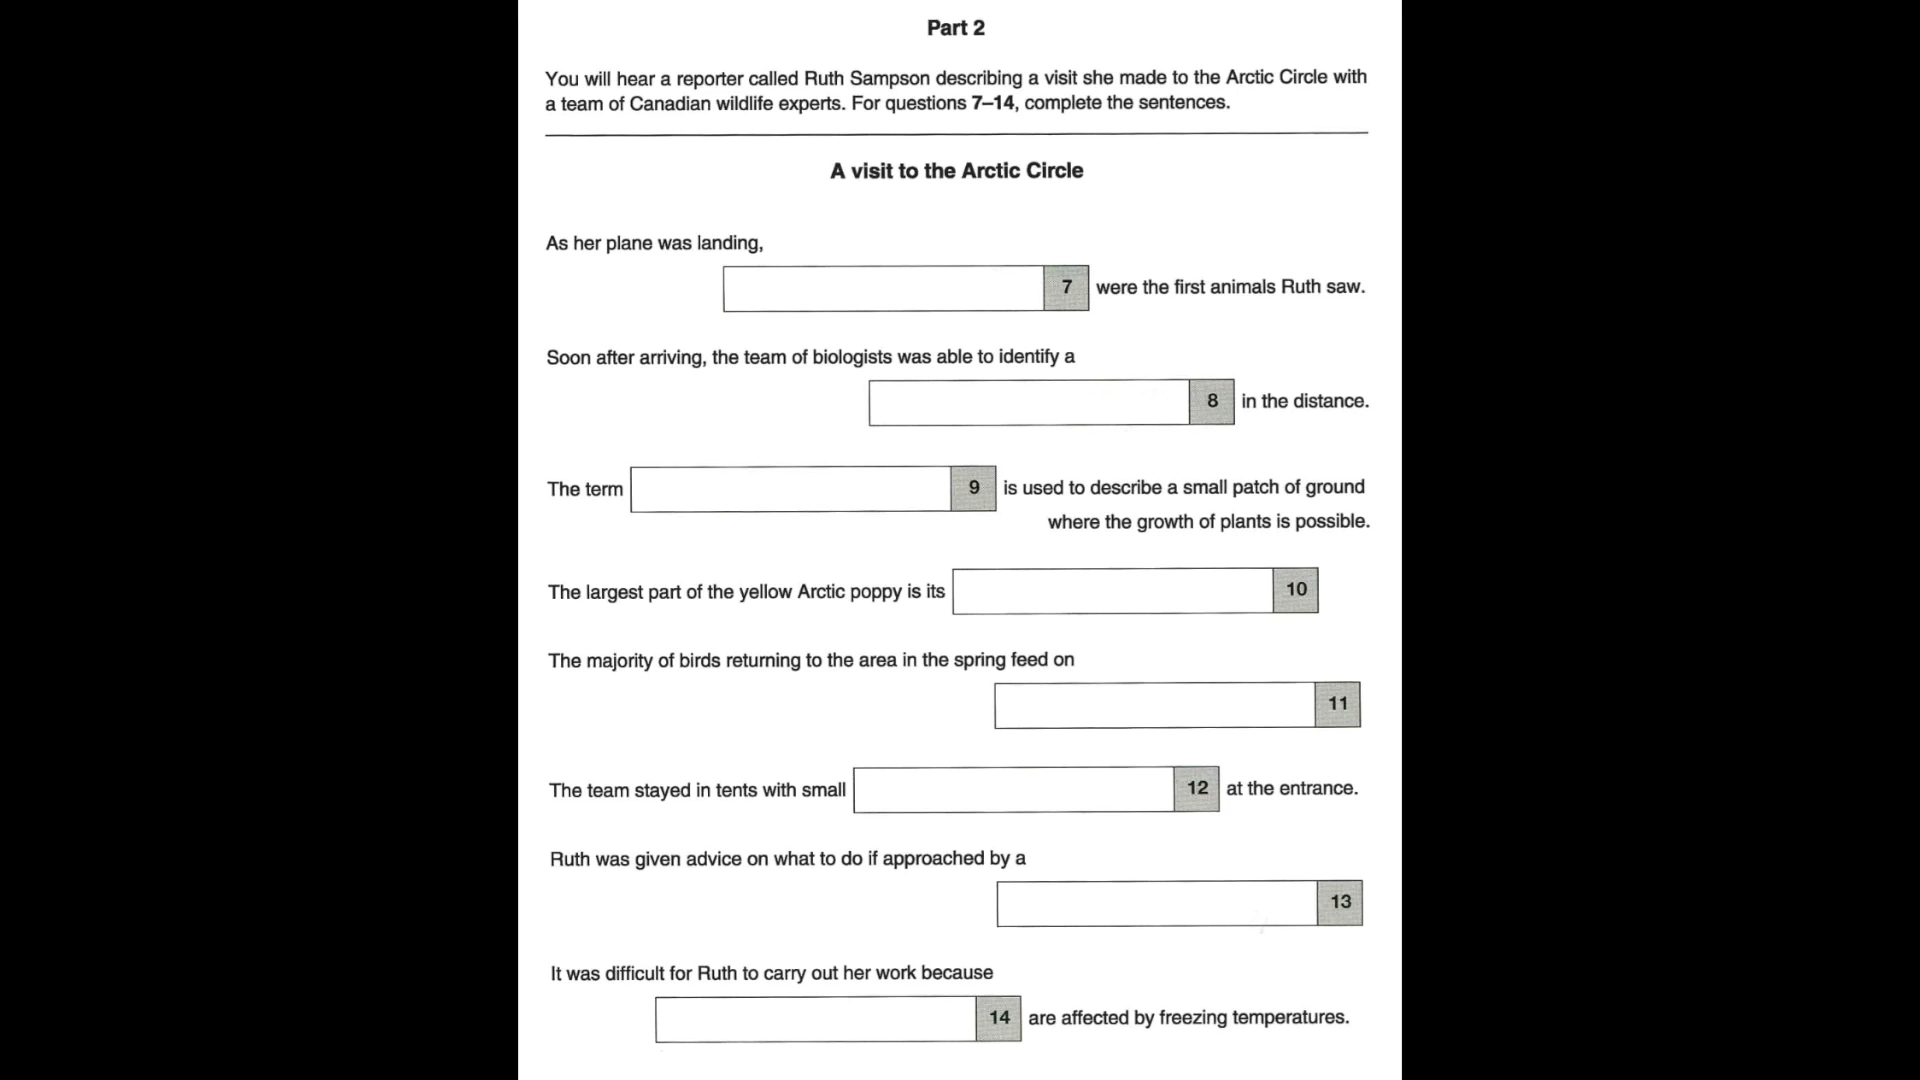 Part 2
You will hear a reporter called Ruth Sampson describing a visit she made to the Arctic Circle with
a team of Canadian wildlife experts. For questions 7–14, complete the sentences.
A visit to the Arctic Circle
As her plane was landing,
7 were the first animals Ruth saw.
Soon after arriving, the team of biologists was able to identify a
8 in the distance.
The term 9 is used to describe a small patch of ground
where the growth of plants is possible.
The largest part of the yellow Arctic poppy is its 10
The majority of birds returning to the area in the spring feed on
11
The team stayed in tents with small 12 at the entrance.
Ruth was given advice on what to do if approached by a
13
It was difficult for Ruth to carry out her work because
14 are affected by freezing temperatures.